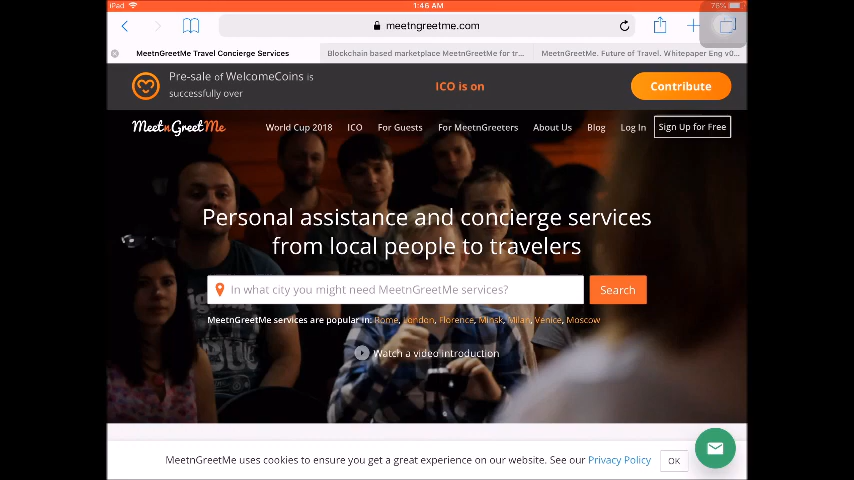 iPad 1:46 AM 76%
meetngreetme.com
MeetnGreetMe Travel Concierge Services Blockchain based marketplace MeetnGreetMe for tr... MeetnGreetMe. Future of Travel. Whitepaper Eng v0...
Pre-sale of WelcomeCoins is
successfully over
ICO is on
Contribute
MeetnGreetMe World Cup 2018 ICO For Guests For MeetnGreeters About Us Blog Log In Sign Up for Free
Personal assistance and concierge services
from local people to travelers
In what city you might need MeetnGreetMe services? Search
MeetnGreetMe services are popular in: Rome, London, Florence, Minsk, Milan, Venice, Moscow
Watch a video introduction
MeetnGreetMe uses cookies to ensure you get a great experience on our website. See our Privacy Policy OK